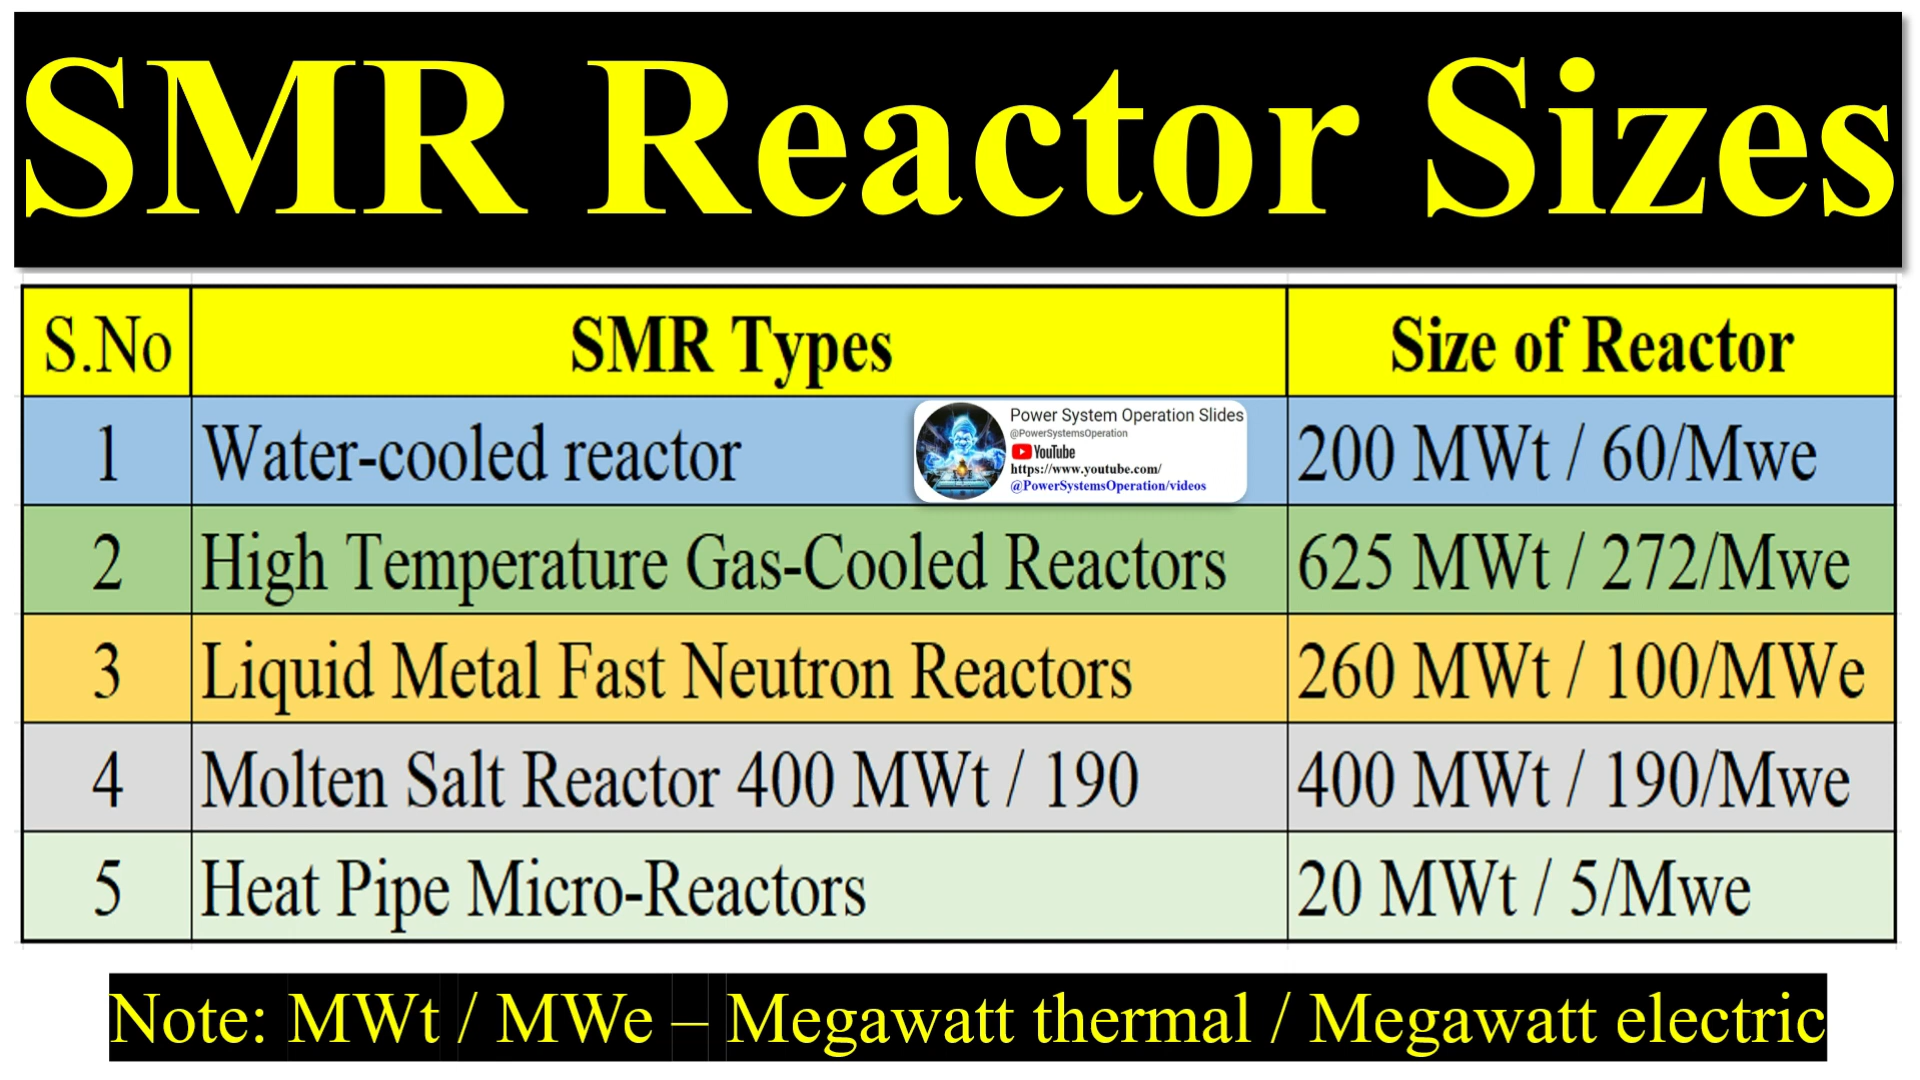 SMR Reactor Sizes
S.No SMR Types Size of Reactor
1 Water-cooled reactor 200 MWt / 60/Mwe
Power System Operation Slides
@PowerSystemsOperation
YouTube
https://www.youtube.com/
@PowerSystemsOperation/videos
2 High Temperature Gas-Cooled Reactors 625 MWt / 272/Mwe
3 Liquid Metal Fast Neutron Reactors 260 MWt / 100/MWe
4 Molten Salt Reactor 400 MWt / 190 400 MWt / 190/Mwe
5 Heat Pipe Micro-Reactors 20 MWt / 5/Mwe
Note: MWt / MWe – Megawatt thermal / Megawatt electric